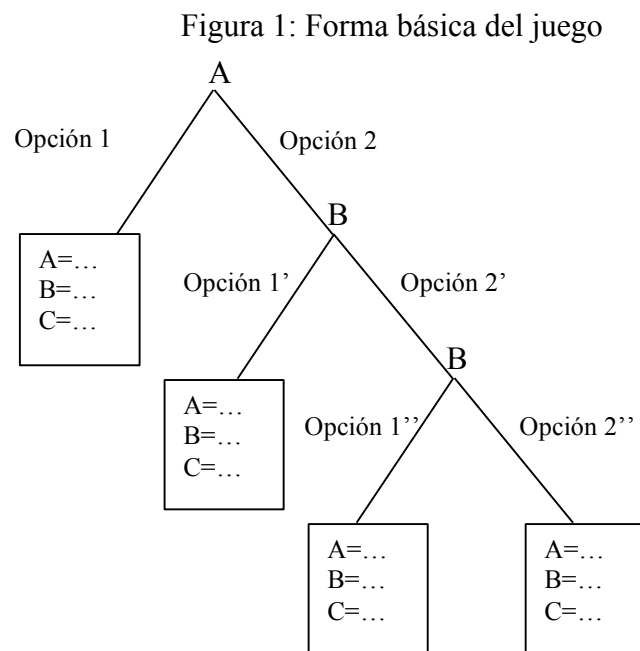 Figura 1: Forma básica del juego
A
Opción 1
Opción 2
B
A=…
B=…
C=…
Opción 1’
Opción 2’
B
A=…
B=…
C=…
Opción 1’’
Opción 2’’
A=…
B=…
C=…
A=…
B=…
C=…